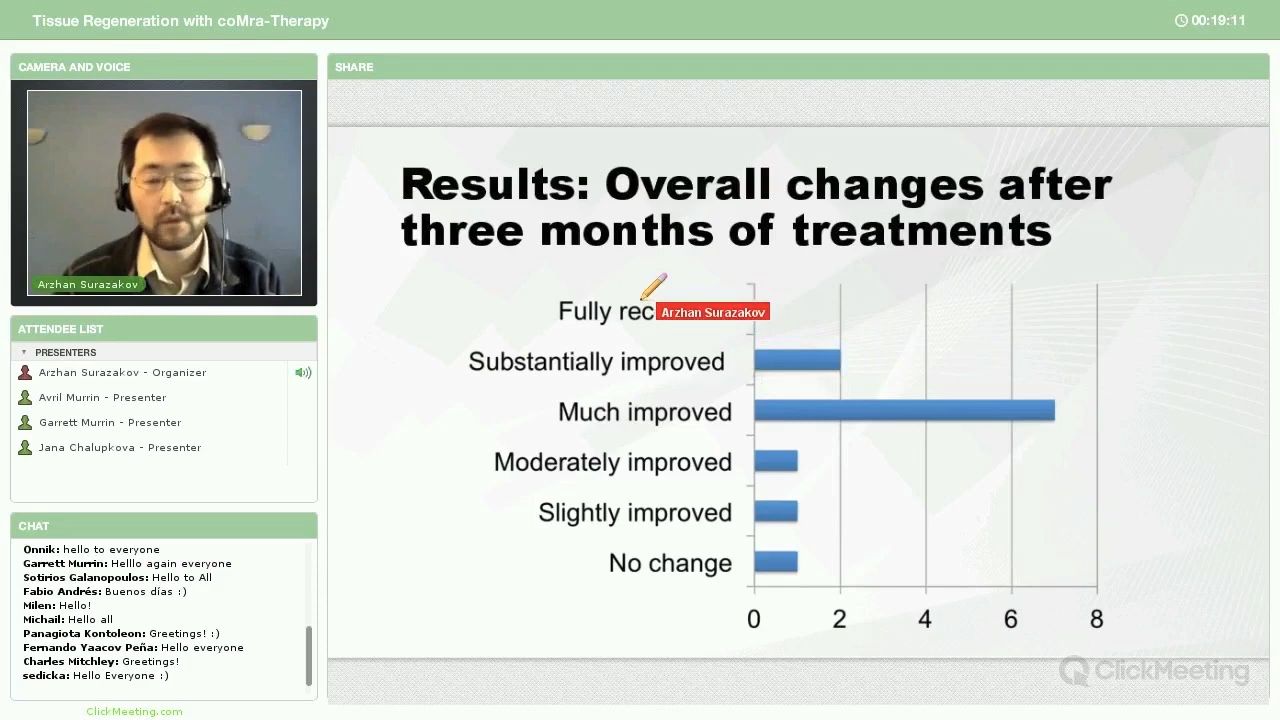 Tissue Regeneration with coMra-Therapy
00:19:11
CAMERA AND VOICE
Arzhan Surazakov
ATTENDEE LIST
PRESENTERS
Arzhan Surazakov - Organizer
Avril Murrin - Presenter
Garrett Murrin - Presenter
Jana Chalupkova - Presenter
CHAT
Onnik: hello to everyone
Garrett Murrin: Helllo again everyone
Sotirios Galanopoulos: Hello to All
Fabio Andrés: Buenos días :)
Milen: Hello!
Michail: Hello all
Panagiota Kontoleon: Greetings! :)
Fernando Yaacov Peña: Hello everyone
Charles Mitchley: Greetings!
sedicka: Hello Everyone :)
ClickMeeting.com
SHARE
Results: Overall changes after
three months of treatments
Fully rec
Arzhan Surazakov
Substantially improved
Much improved
Moderately improved
Slightly improved
No change
0 2 4 6 8
ClickMeeting